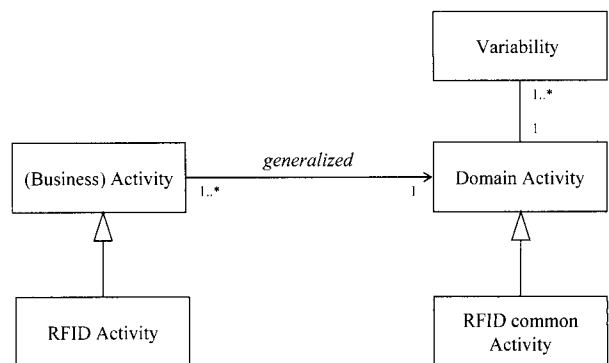 Variability
1..*
1
generalized
(Business) Activity
Domain Activity
1..*
1
RFID Activity
RFID common
Activity